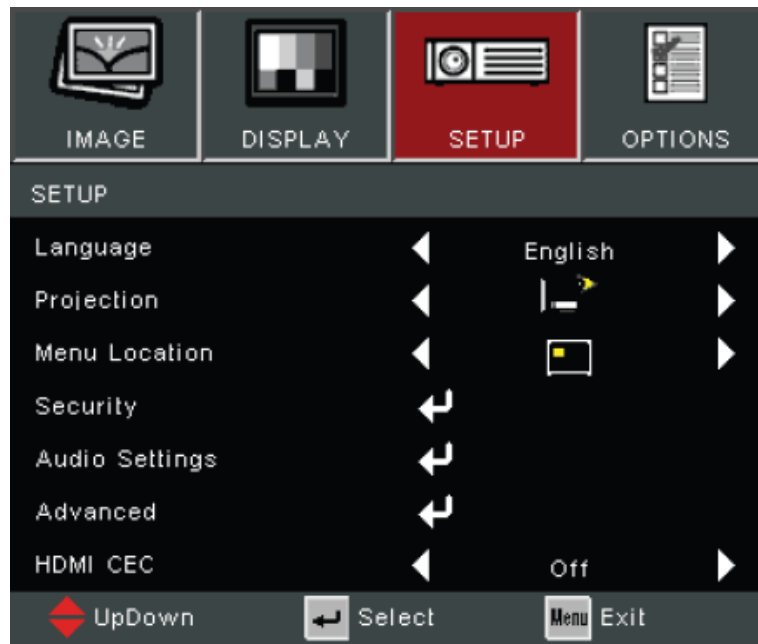 IMAGE DISPLAY SETUP OPTIONS
SETUP
Language English
Projection
Menu Location
Security
Audio Settings
Advanced
HDMI CEC Off
UpDown Select Menu Exit